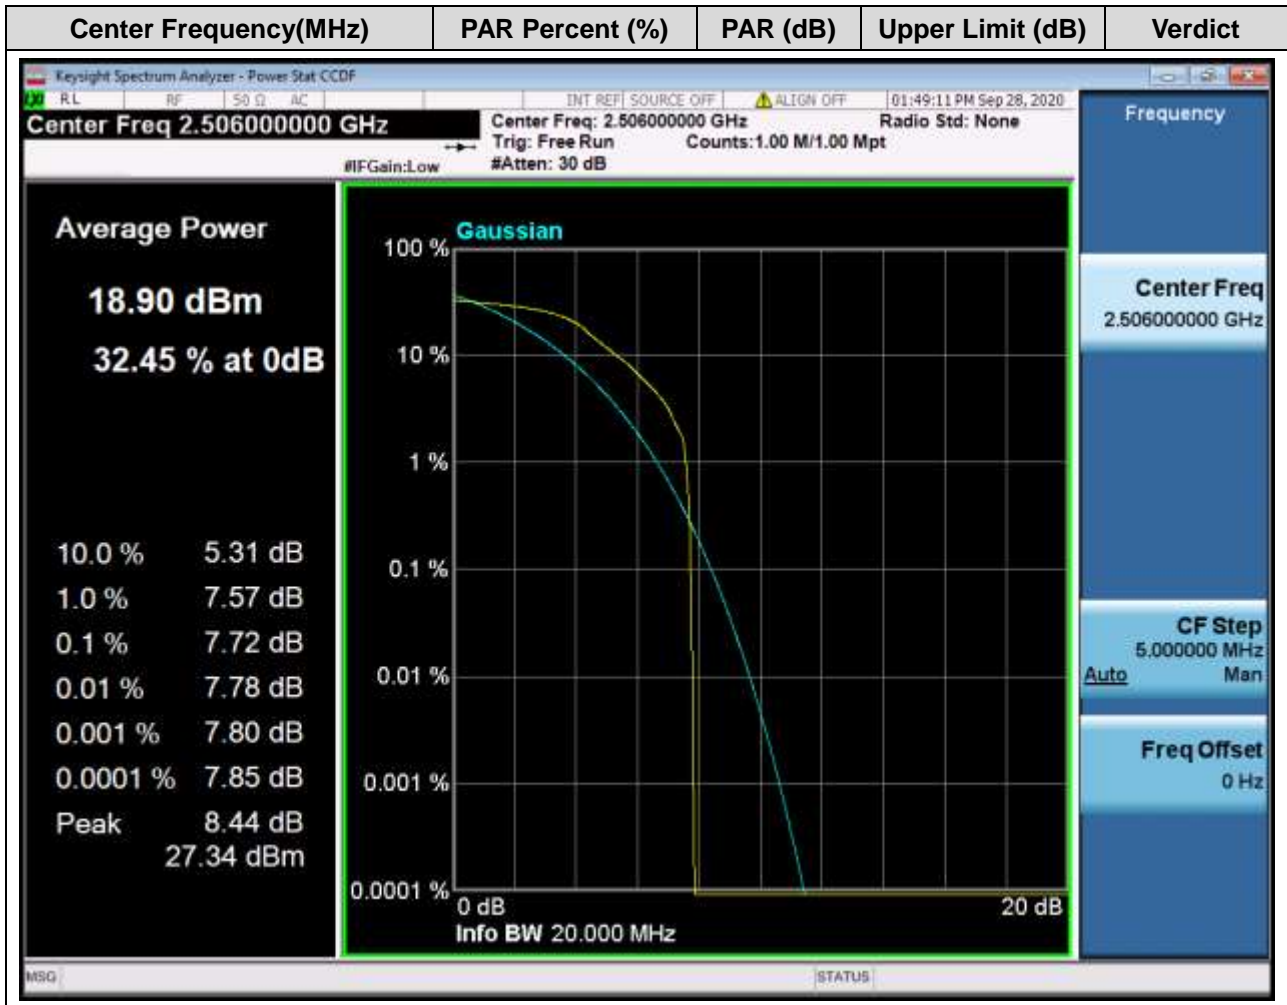 Center Frequency(MHz) PAR Percent (%) PAR (dB) Upper Limit (dB) Verdict
Keysight Spectrum Analyzer - Power Stat CCDF
RL RF 50 Ω AC INT REF SOURCE OFF ALIGN OFF 01:49:11 PM Sep 28, 2020
Center Freq 2.506000000 GHz
Center Freq: 2.506000000 GHz Radio Std: None
Trig: Free Run Counts:1.00 M/1.00 Mpt
#IFGain:Low #Atten: 30 dB
Average Power
18.90 dBm
32.45 % at 0dB
10.0 % 5.31 dB
1.0 % 7.57 dB
0.1 % 7.72 dB
0.01 % 7.78 dB
0.001 % 7.80 dB
0.0001 % 7.85 dB
Peak 8.44 dB
27.34 dBm
Gaussian
100 %
10 %
1 %
0.1 %
0.01 %
0.001 %
0.0001 %
0 dB 20 dB
Info BW 20.000 MHz
Frequency
Center Freq
2.506000000 GHz
CF Step
5.000000 MHz
Auto Man
Freq Offset
0 Hz
MSG STATUS